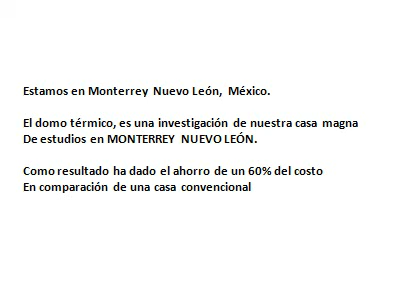 Estamos en Monterrey Nuevo León, México.
El domo térmico, es una investigación de nuestra casa magna
De estudios en MONTERREY NUEVO LEÓN.
Como resultado ha dado el ahorro de un 60% del costo
En comparación de una casa convencional